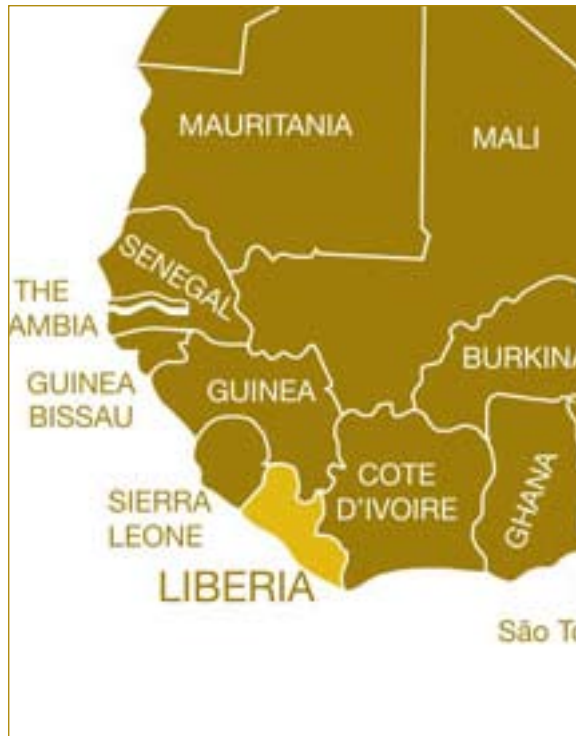 MAURITANIA
MALI
SENEGAL
THE
AMBIA
BURKINA
GUINEA
BISSAU
GUINEA
COTE
D'IVOIRE
GHANA
SIERRA
LEONE
LIBERIA
São To